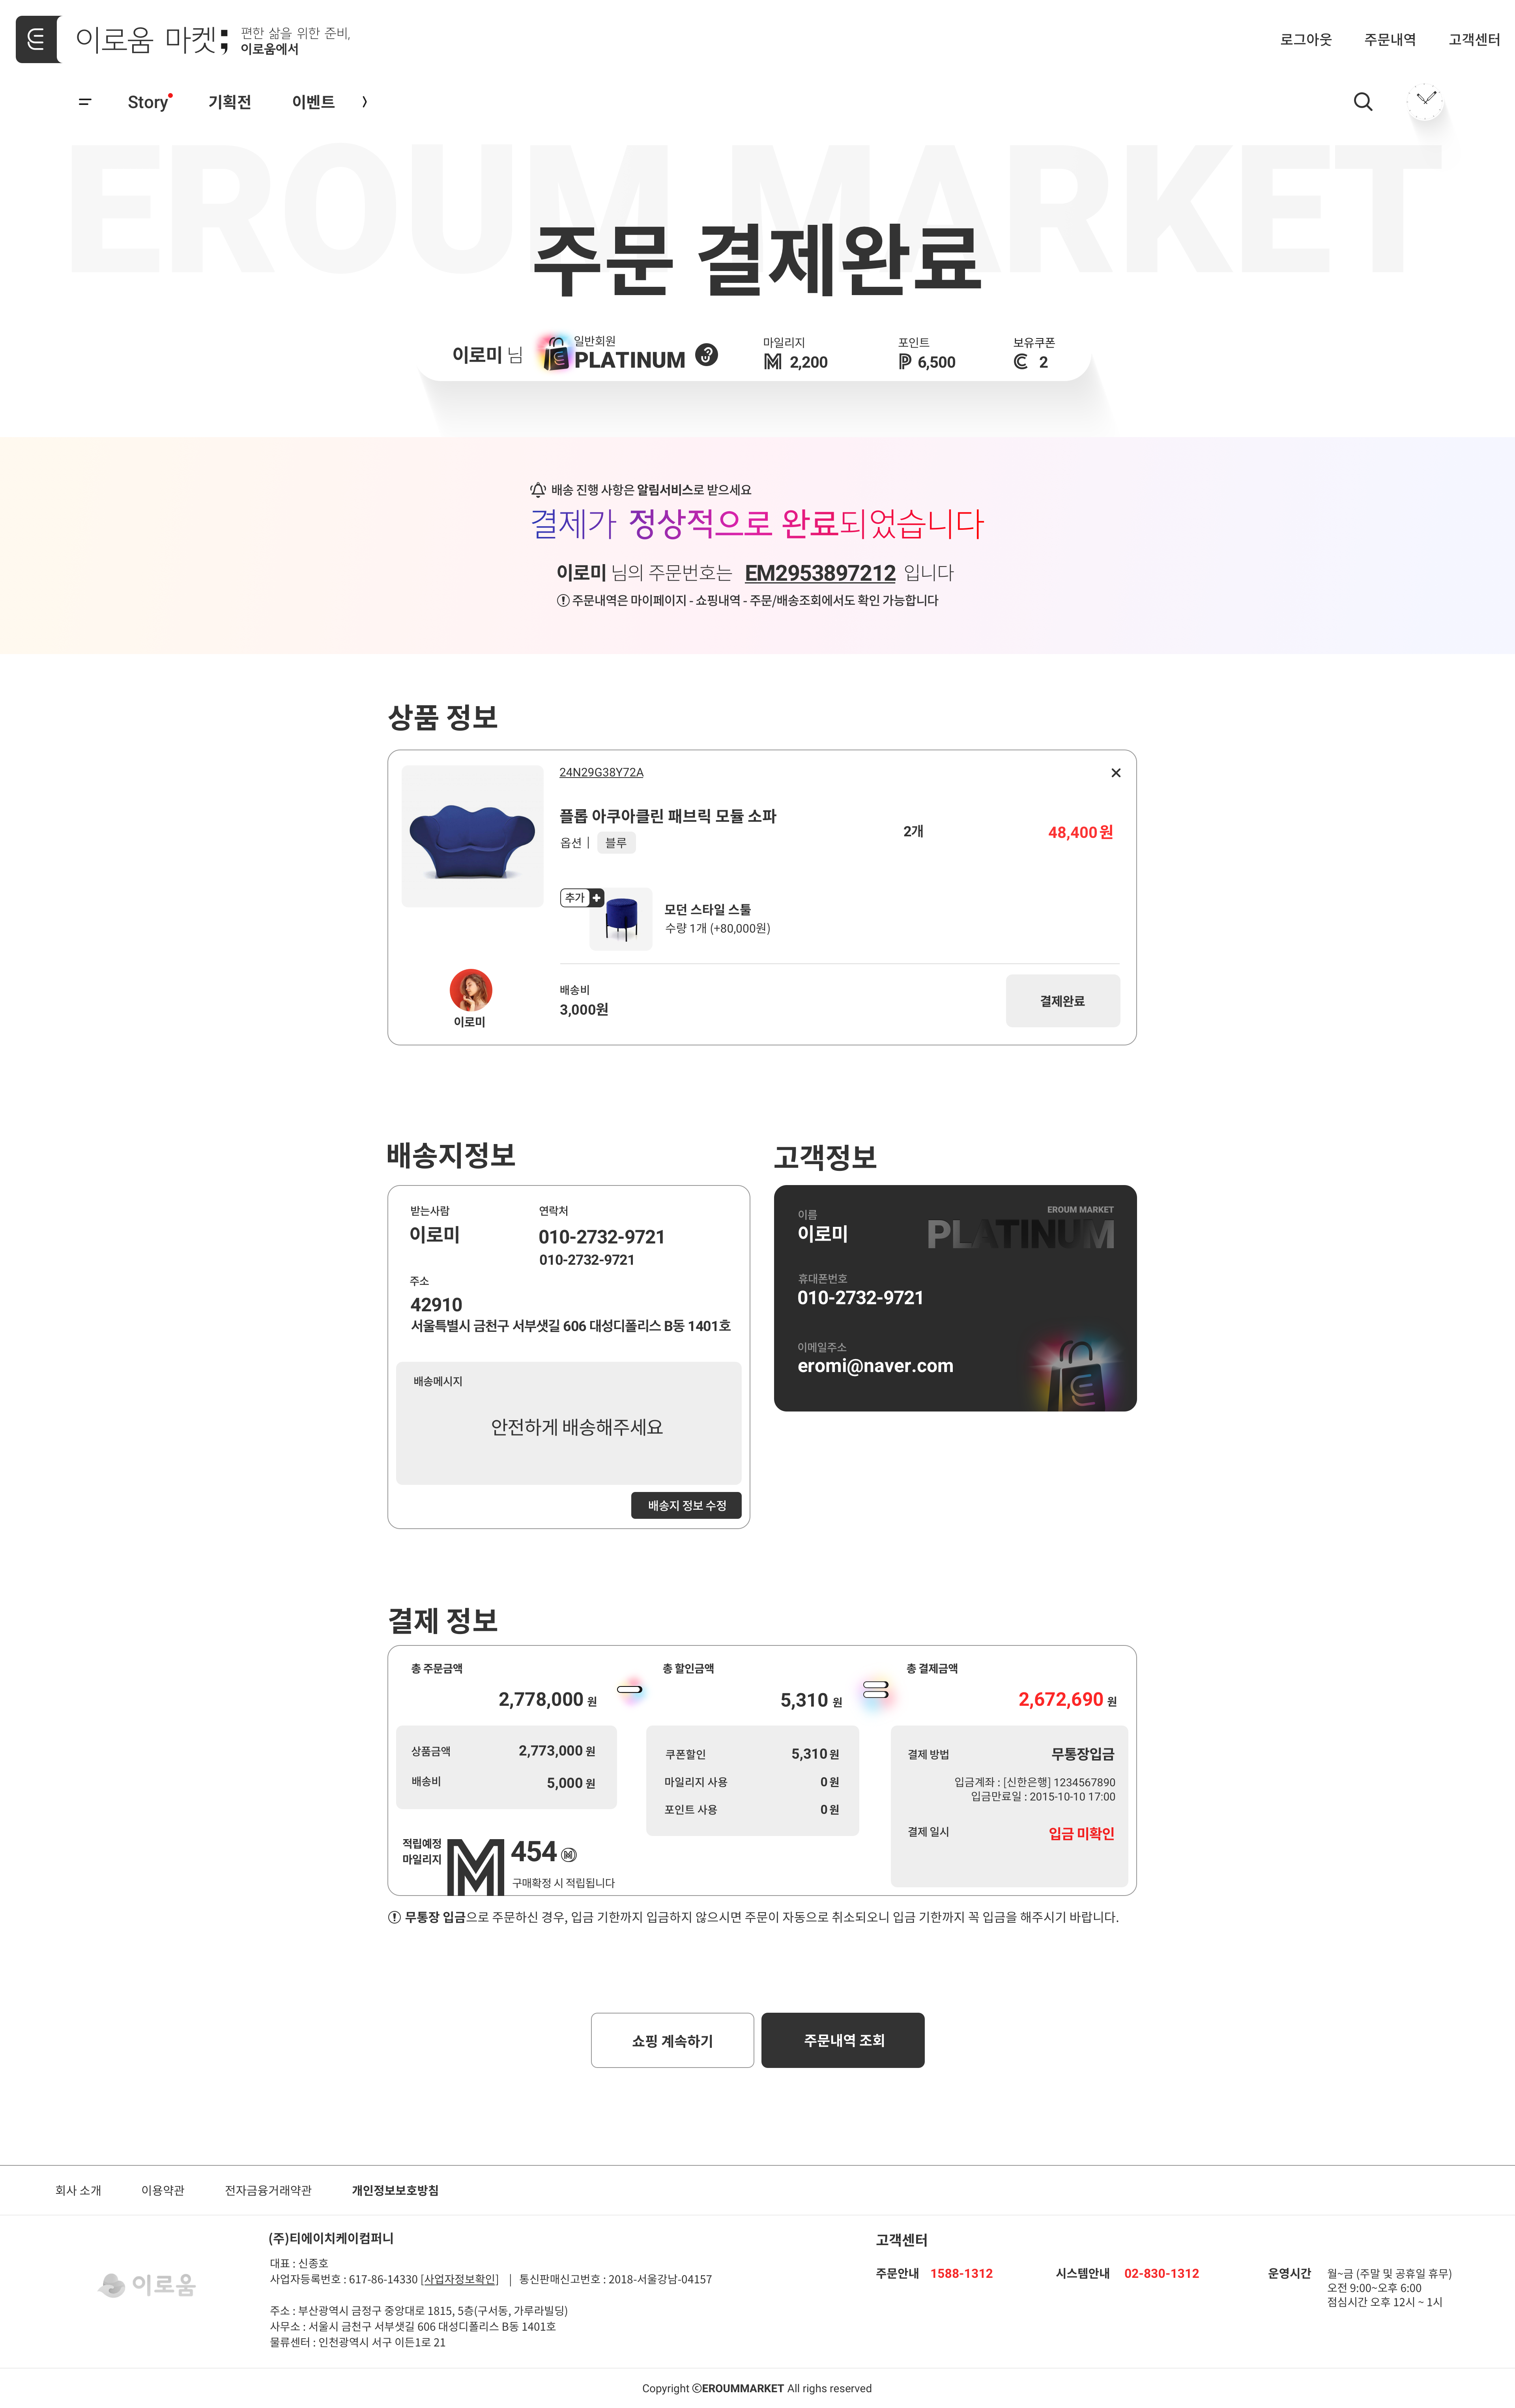 이로움 마켓;
편한 삶을 위한 준비,
이로움에서
로그아웃 주문내역 고객센터
Story 기획전 이벤트
EROUM MARKET
주문 결제완료
이로미 님
일반회원
PLATINUM
마일리지
2,200
포인트
6,500
보유쿠폰
2
배송 진행 사항은 알림서비스로 받으세요
결제가 정상적으로 완료되었습니다
이로미 님의 주문번호는 EM2953897212 입니다
주문내역은 마이페이지 - 쇼핑내역 - 주문/배송조회에서도 확인 가능합니다
상품 정보
24N29G38Y72A
플롭 아쿠아클린 패브릭 모듈 소파
옵션 | 블루
2개
48,400원
추가
모던 스타일 스툴
수량 1개 (+80,000원)
이로미
배송비
3,000원
결제완료
배송지정보
받는사람
이로미
연락처
010-2732-9721
010-2732-9721
주소
42910
서울특별시 금천구 서부샛길 606 대성디폴리스 B동 1401호
배송메시지
안전하게 배송해주세요
배송지 정보 수정
고객정보
EROUM MARKET
PLATINUM
이름
이로미
휴대폰번호
010-2732-9721
이메일주소
eromi@naver.com
결제 정보
총 주문금액
2,778,000 원
상품금액 2,773,000 원
배송비 5,000 원
적립예정
마일리지
M
454
구매확정 시 적립됩니다
총 할인금액
5,310 원
쿠폰할인 5,310 원
마일리지 사용 0 원
포인트 사용 0 원
총 결제금액
2,672,690 원
결제 방법 무통장입금
입금계좌 : [신한은행] 1234567890
입금만료일 : 2015-10-10 17:00
결제 일시 입금 미확인
무통장 입금으로 주문하신 경우, 입금 기한까지 입금하지 않으시면 주문이 자동으로 취소되오니 입금 기한까지 꼭 입금을 해주시기 바랍니다.
쇼핑 계속하기 주문내역 조회
회사 소개 이용약관 전자금융거래약관 개인정보보호방침
이로움
(주)티에이치케이컴퍼니
대표 : 신종호
사업자등록번호 : 617-86-14330 [사업자정보확인] | 통신판매신고번호 : 2018-서울강남-04157
주소 : 부산광역시 금정구 중앙대로 1815, 5층(구서동, 가루라빌딩)
사무소 : 서울시 금천구 서부샛길 606 대성디폴리스 B동 1401호
물류센터 : 인천광역시 서구 이든1로 21
고객센터
주문안내 1588-1312
시스템안내 02-830-1312
운영시간 월~금 (주말 및 공휴일 휴무)
오전 9:00~오후 6:00
점심시간 오후 12시 ~ 1시
Copyright ⓒEROUMMARKET All righs reserved